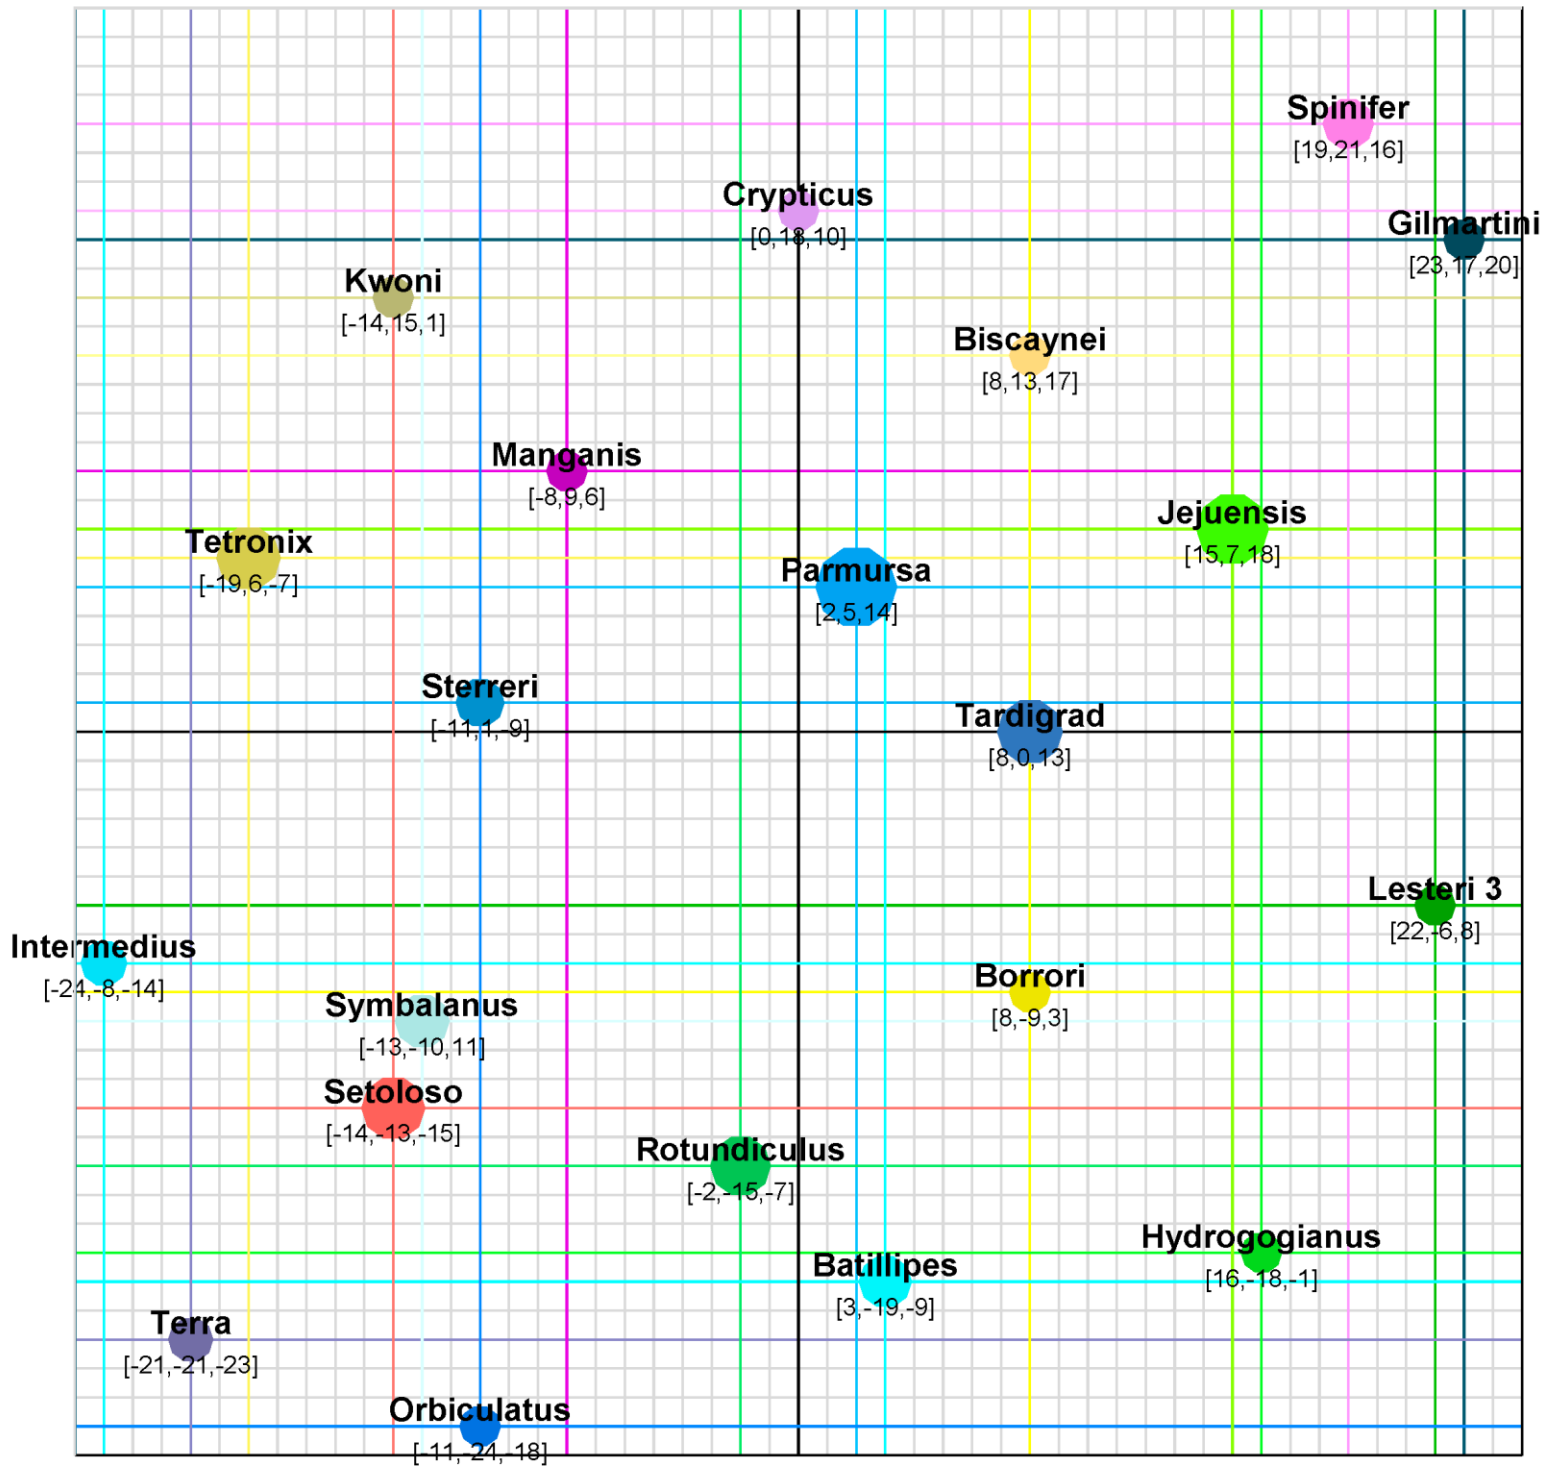 Spinifer
[19,21,16]
Crypticus
[0,18,10]
Gilmartini
[23,17,20]
Kwoni
[-14,15,1]
Biscaynei
[8,13,17]
Manganis
[-8,9,6]
Jejuensis
[15,7,18]
Tetronix
[-19,6,-7]
Parmursa
[2,5,14]
Sterreri
[-11,1,-9]
Tardigrad
[8,0,13]
Lesteri 3
[22,-6,8]
Intermedius
[-24,-8,-14]
Borrori
[8,-9,3]
Symbalanus
[-13,-10,11]
Setoloso
[-14,-13,-15]
Rotundiculus
[-2,-15,-7]
Hydrogogianus
[16,-18,-1]
Batillipes
[3,-19,-9]
Terra
[-21,-21,-23]
Orbiculatus
[-11,-24,-18]